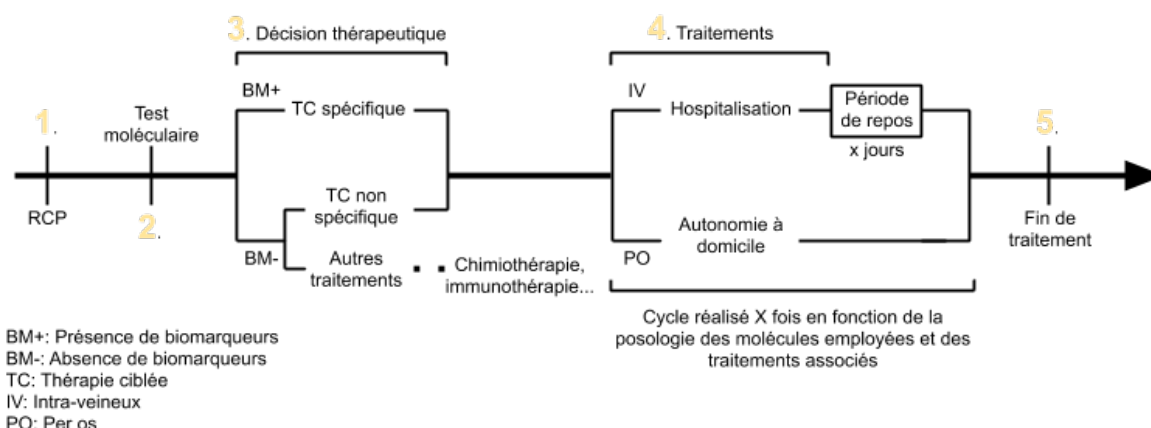 3. Décision thérapeutique
4. Traitements
BM+
TC spécifique
IV
Hospitalisation
Période
de repos
x jours
1.
Test
moléculaire
5.
RCP
2.
TC non
spécifique
BM-
Autres
traitements
Chimiothérapie,
immunothérapie...
Autonomie à
domicile
PO
Fin de
traitement
Cycle réalisé X fois en fonction de la
posologie des molécules employées et des
traitements associés
BM+: Présence de biomarqueurs
BM-: Absence de biomarqueurs
TC: Thérapie ciblée
IV: Intra-veineux
PO: Per os